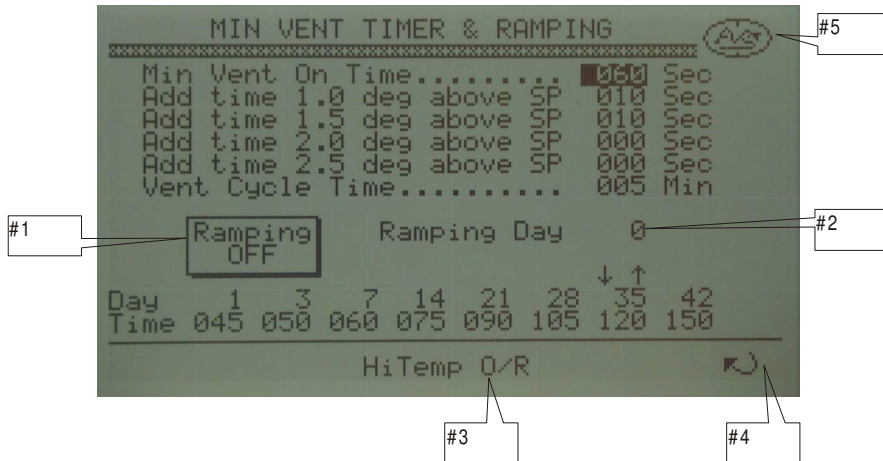 MIN VENT TIMER & RAMPING
AVS
#5
Min Vent On Time......... 060 Sec
Add time 1.0 deg above SP 010 Sec
Add time 1.5 deg above SP 010 Sec
Add time 2.0 deg above SP 000 Sec
Add time 2.5 deg above SP 000 Sec
Vent Cycle Time.......... 005 Min
#1
Ramping
OFF
Ramping Day 0
#2
↓ ↑
Day 1 3 7 14 21 28 35 42
Time 045 050 060 075 090 105 120 150
HiTemp O/R
#3
#4